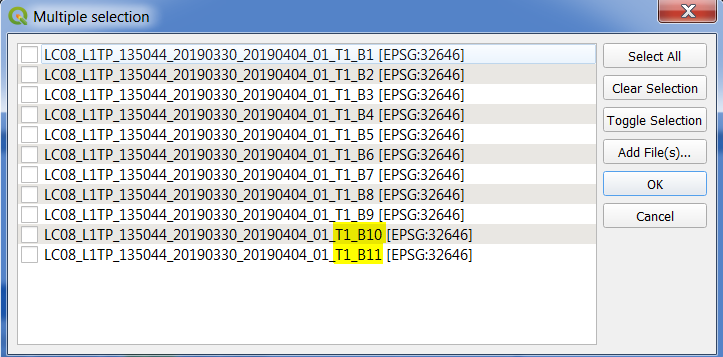 Multiple selection
LC08_L1TP_135044_20190330_20190404_01_T1_B1 [EPSG:32646]
LC08_L1TP_135044_20190330_20190404_01_T1_B2 [EPSG:32646]
LC08_L1TP_135044_20190330_20190404_01_T1_B3 [EPSG:32646]
LC08_L1TP_135044_20190330_20190404_01_T1_B4 [EPSG:32646]
LC08_L1TP_135044_20190330_20190404_01_T1_B5 [EPSG:32646]
LC08_L1TP_135044_20190330_20190404_01_T1_B6 [EPSG:32646]
LC08_L1TP_135044_20190330_20190404_01_T1_B7 [EPSG:32646]
LC08_L1TP_135044_20190330_20190404_01_T1_B8 [EPSG:32646]
LC08_L1TP_135044_20190330_20190404_01_T1_B9 [EPSG:32646]
LC08_L1TP_135044_20190330_20190404_01_T1_B10 [EPSG:32646]
LC08_L1TP_135044_20190330_20190404_01_T1_B11 [EPSG:32646]
Select All
Clear Selection
Toggle Selection
Add File(s)...
OK
Cancel